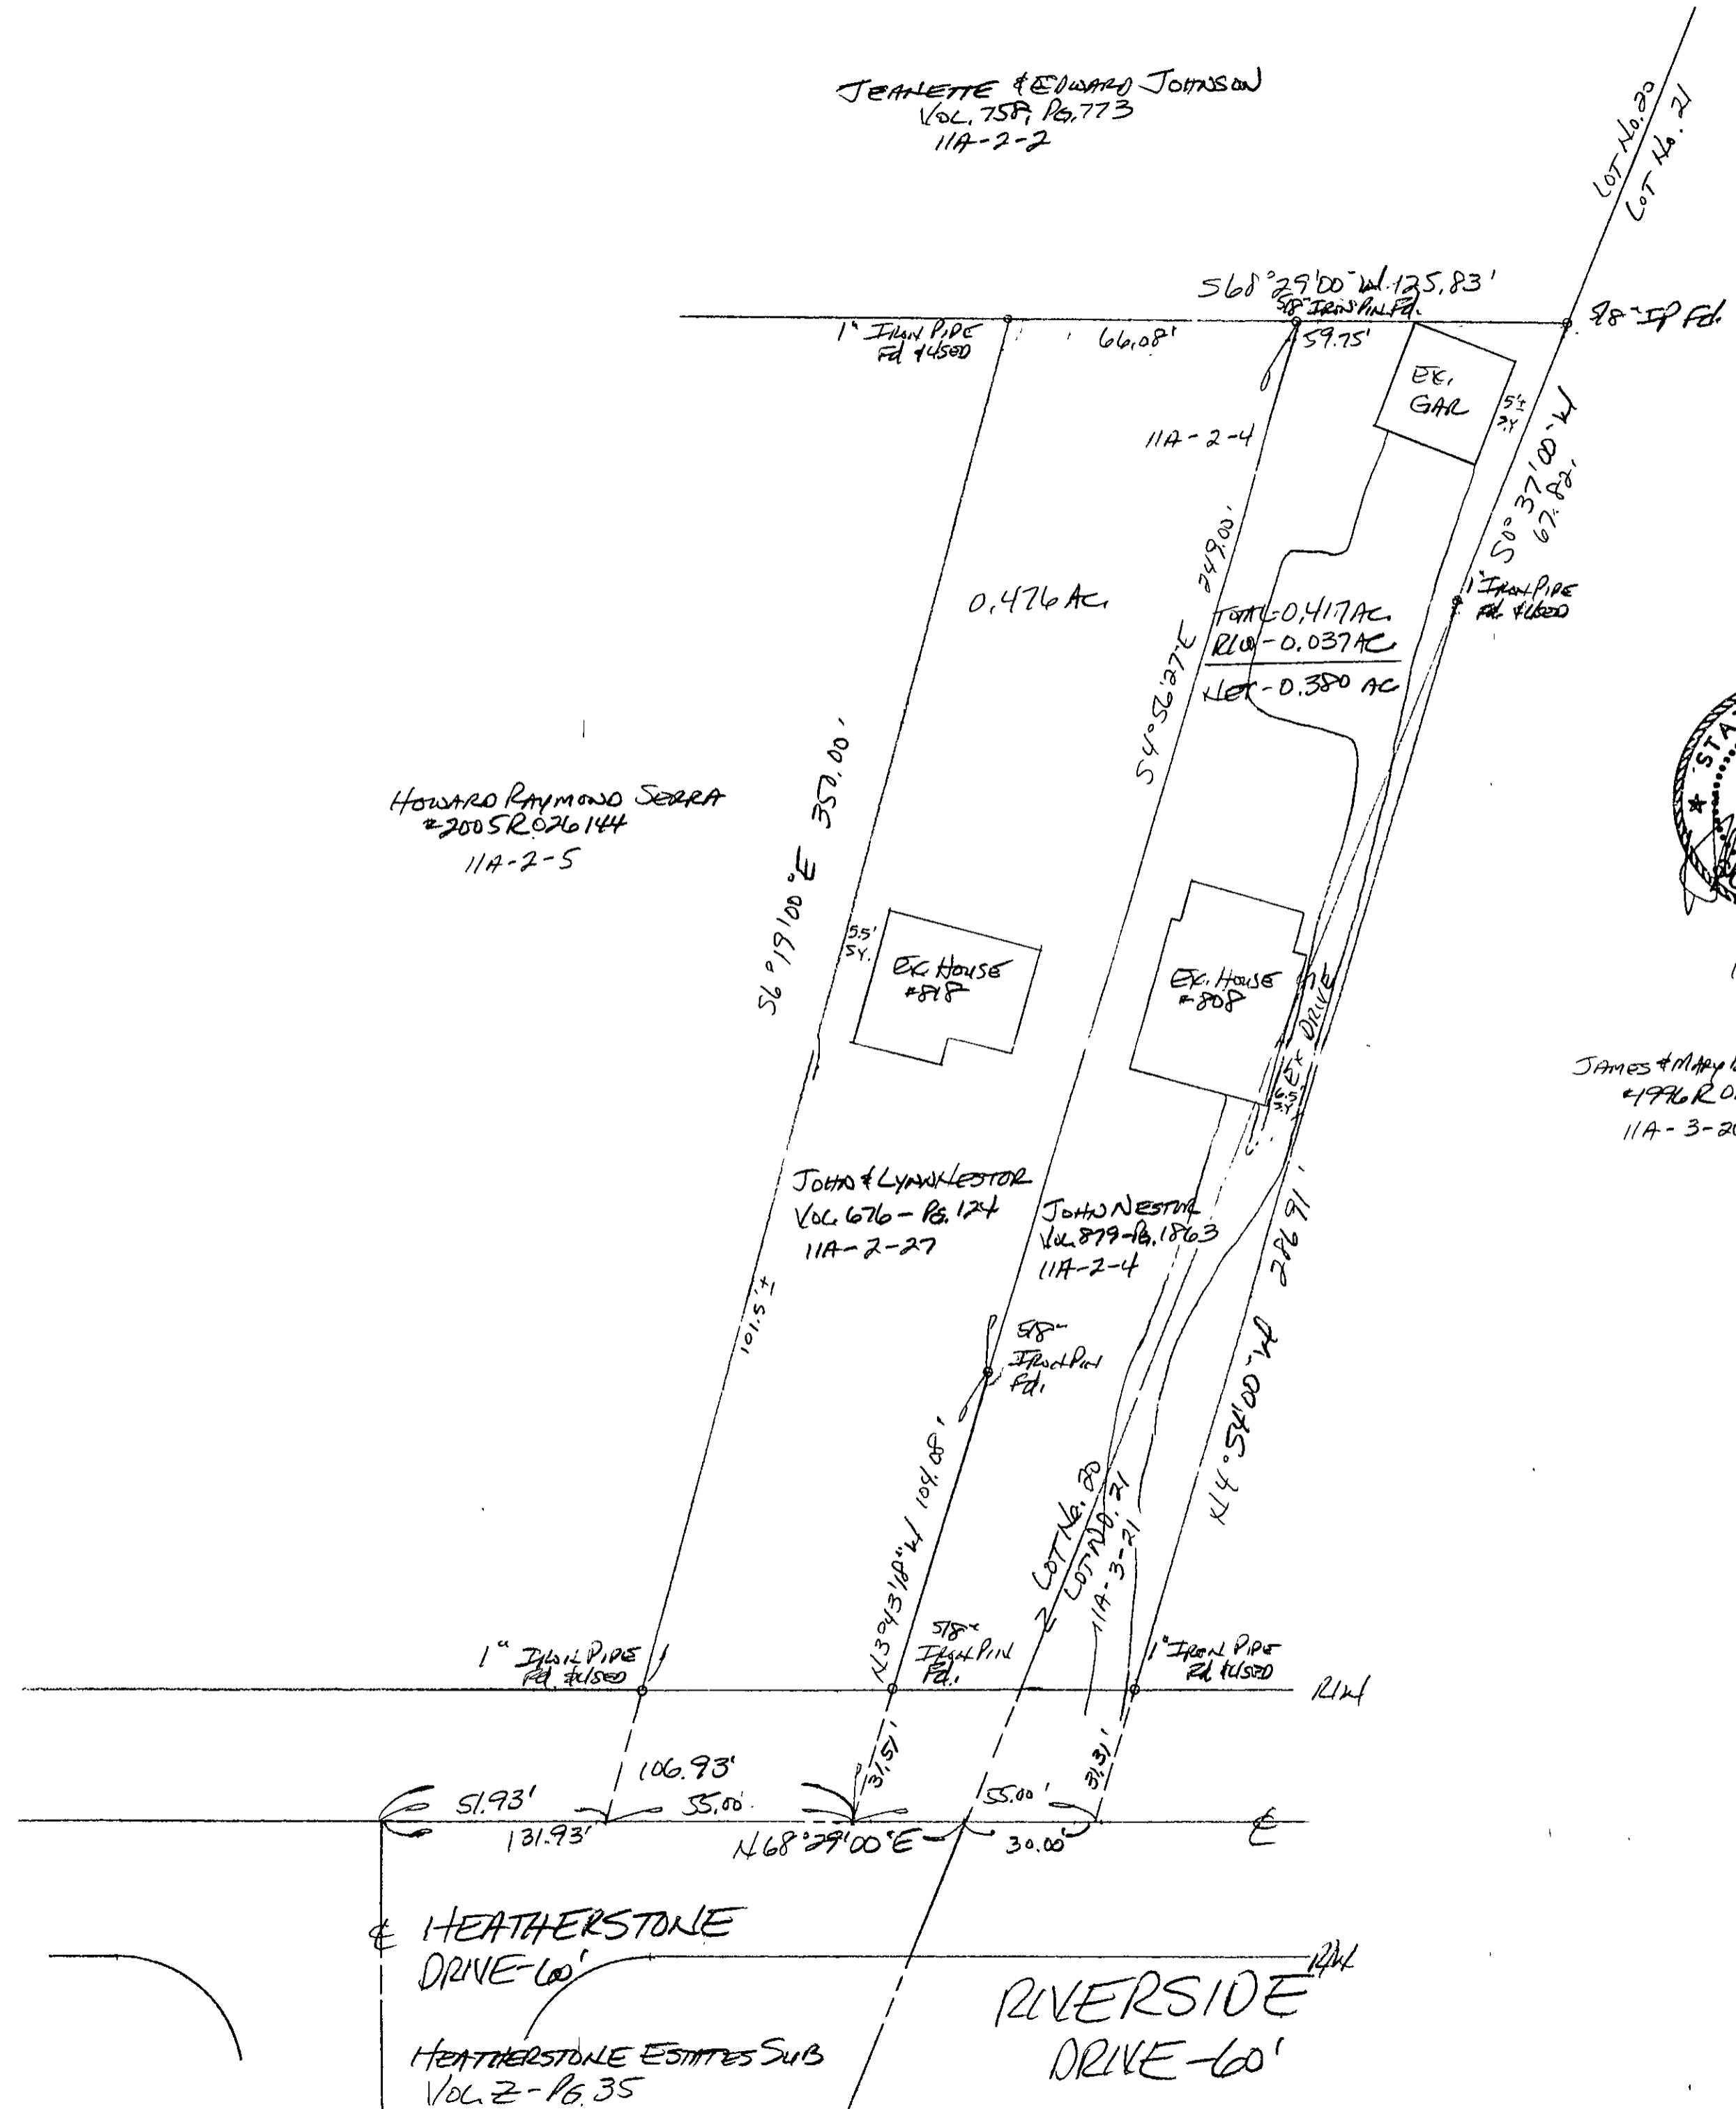 JEANETTE & EDWARD JOHNSON
VOL. 758, PG. 773
11A-2-2
LOT No. 20
LOT No. 21
S68°29'00"W 125.83'
5/8" IRON PIN Fd.
5/8" IP Fd.
1" IRON PIPE
Fd & USED
66.08'
59.75'
EX.
GAR
5'±
S.Y.
11A-2-4
S0°37'00"W
67.82'
249.00'
S4°56'27"E
1" IRON PIPE
Fd. & USED
0.476 AC.
TOTAL-0.417 AC.
R/W-0.037 AC
NET-0.380 AC
STA
HOWARD RAYMOND SERRA
#2005R026144
11A-2-5
S6°19'00"E 350.00'
5.5'
S.Y.
EX. HOUSE
#818
EX. HOUSE
#808
EX DRIVE
6.5'
S.Y.
JAMES & MARY
11A-3-20
JOHN & LYNN NESTOR
VOL. 676-PG. 124
11A-2-27
JOHN NESTOR
VOL. 879-PG. 1863
11A-2-4
101.5'±
5/8"
IRON PIN
Fd.
N4°54'00"W 286.91'
N3°43'18"W 104.08'
Z LOT No. 20
LOT NO. 21
11A-3-21
1" IRON PIPE
Fd. & USED
5/8"
IRON PIN
Fd.
1" IRON PIPE
Fd. & USED
R/W
31.51'
31.31'
106.93'
51.93'
55.00'
55.00'
131.93'
N68°29'00"E
30.00'
℄
℄ HEATHERSTONE
DRIVE-60'
R/W
RIVERSIDE
DRIVE-60'
HEATHERSTONE ESTATES SUB
VOL. Z-PG. 35